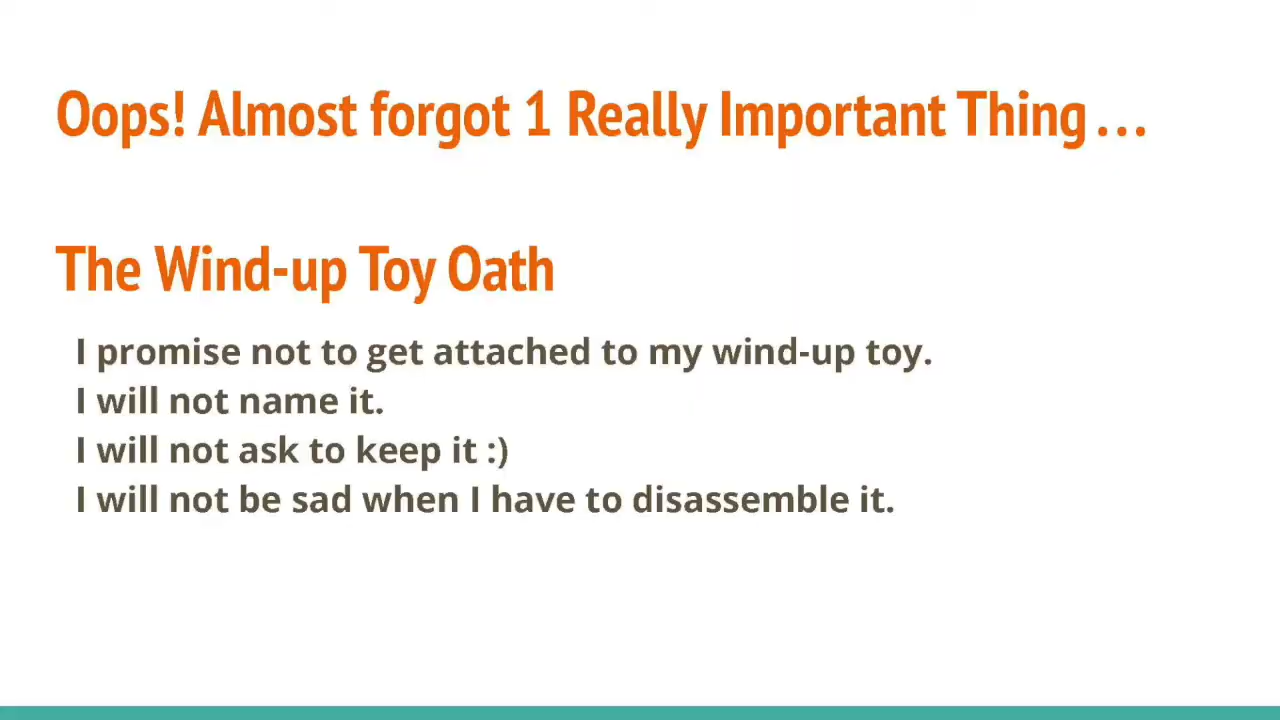 Oops! Almost forgot 1 Really Important Thing ...
The Wind-up Toy Oath
I promise not to get attached to my wind-up toy.
I will not name it.
I will not ask to keep it :)
I will not be sad when I have to disassemble it.